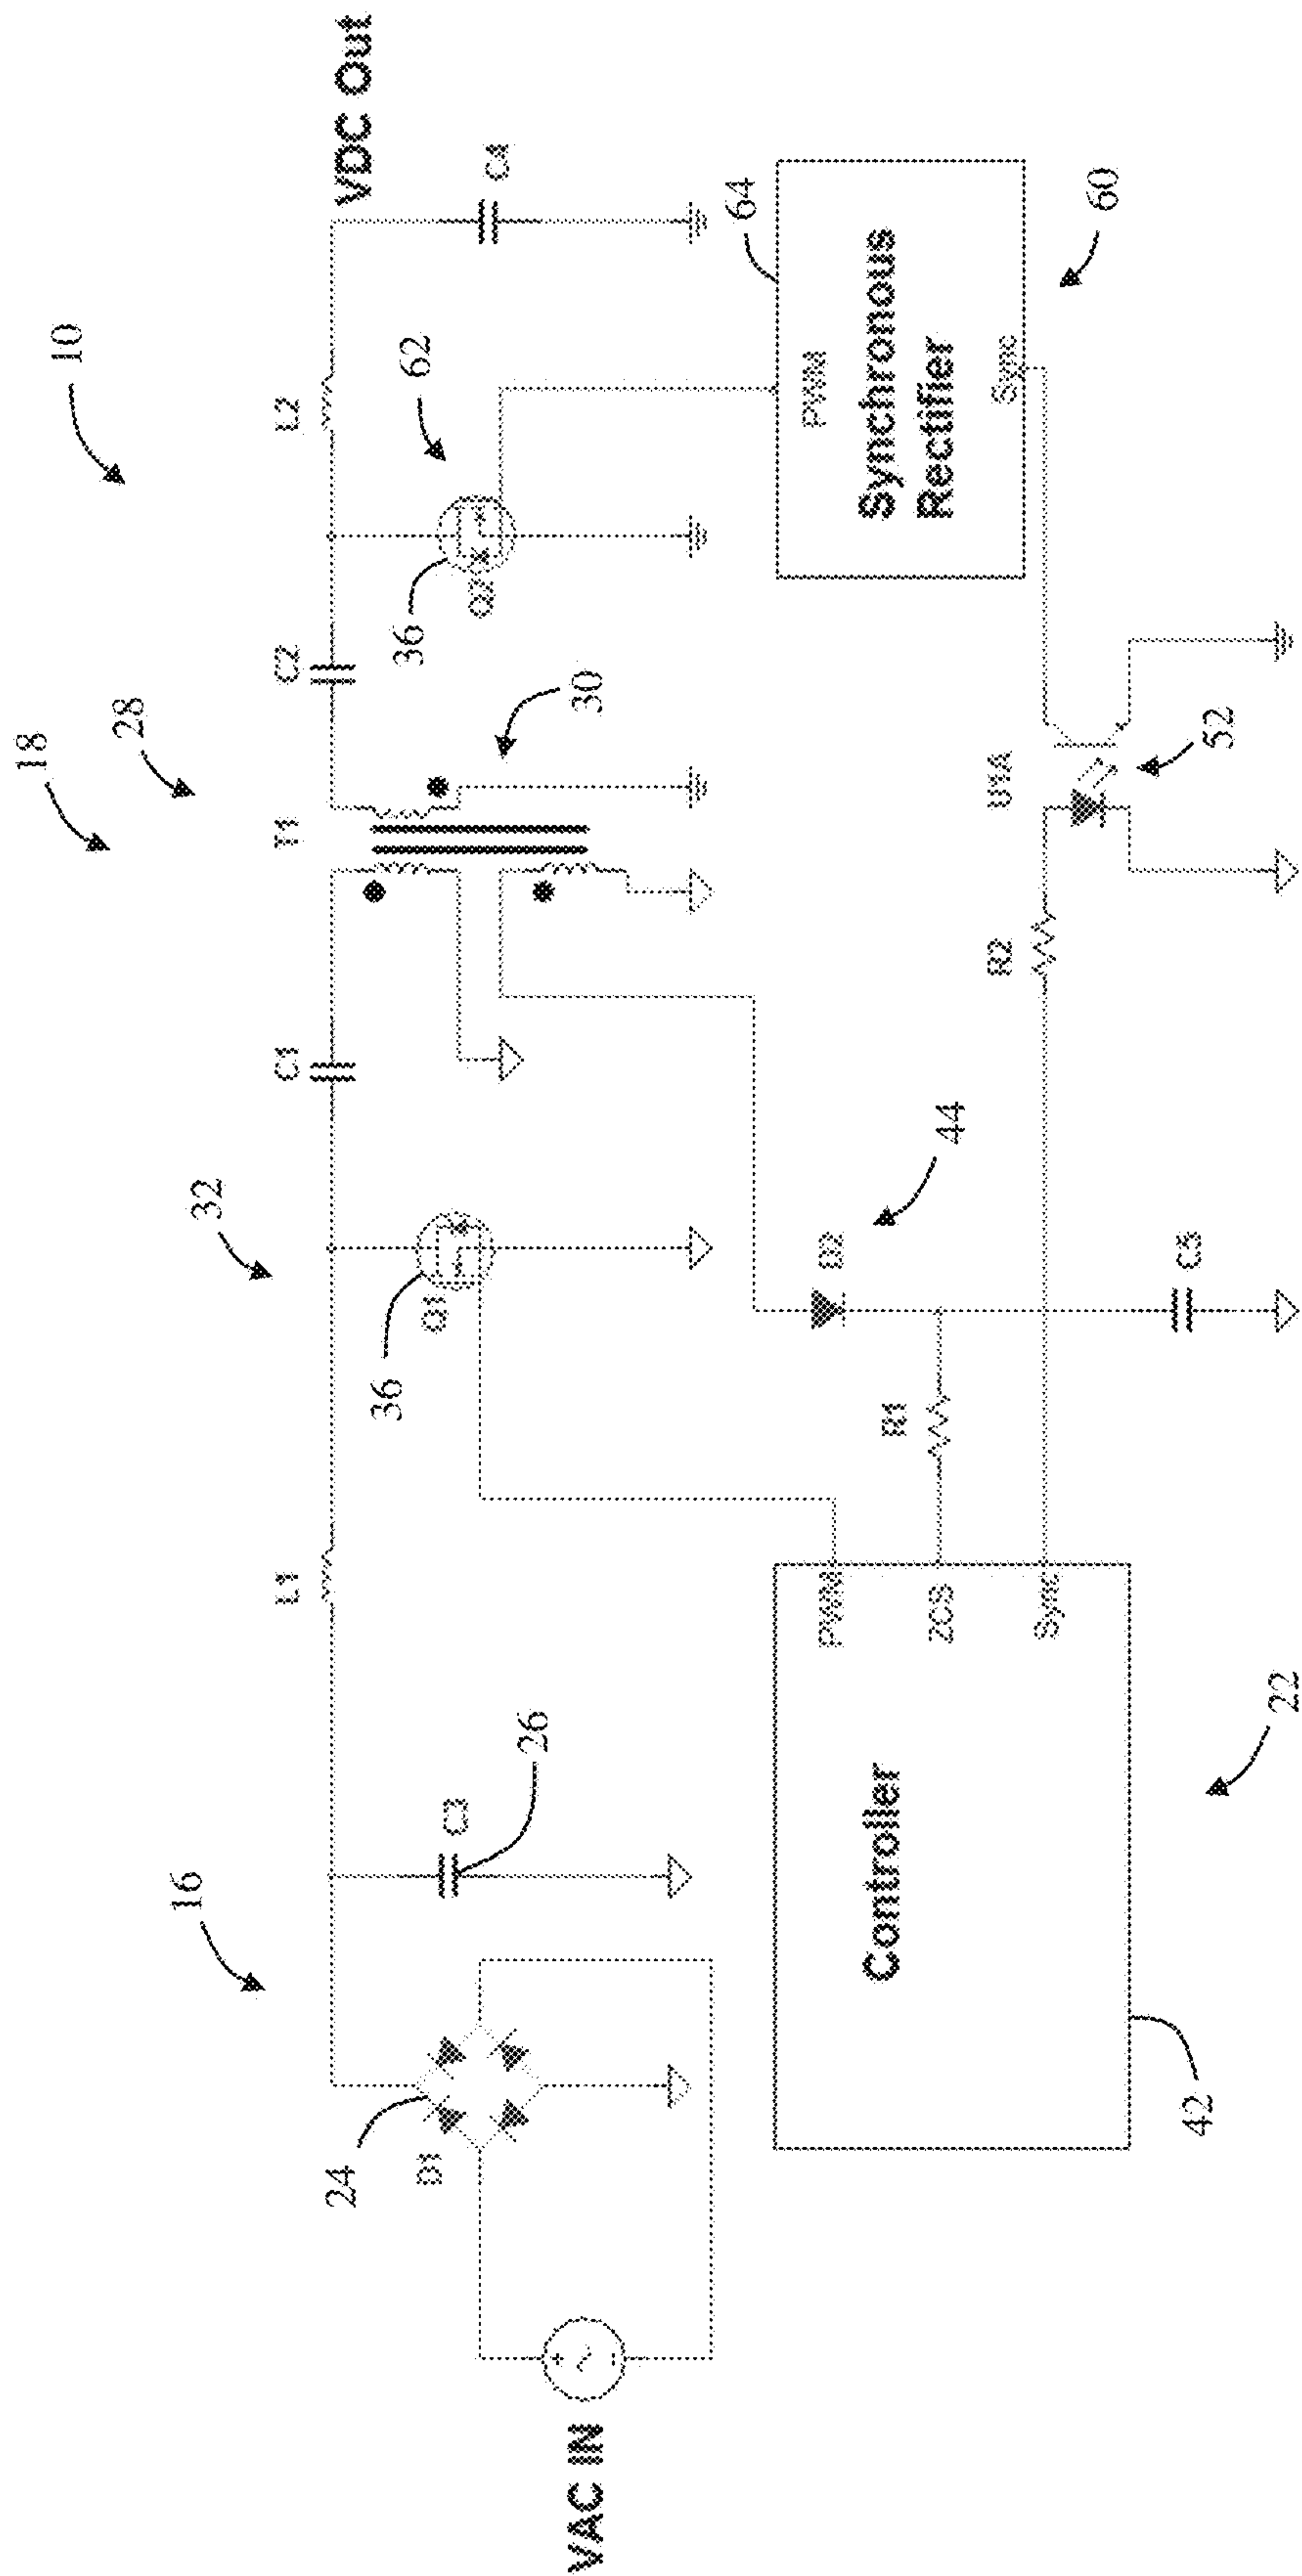 10
18
28
32
16
VDC Out
L2
C2
T1
C1
L1
C4
62
36
Q2
30
Q1
36
C3
26
24
D1
VAC IN
64
PWM
Synchronous
Rectifier
Sync
60
44
D2
R1
C5
R2
U1A
52
PWM
ZCS
Sync
Controller
22
42